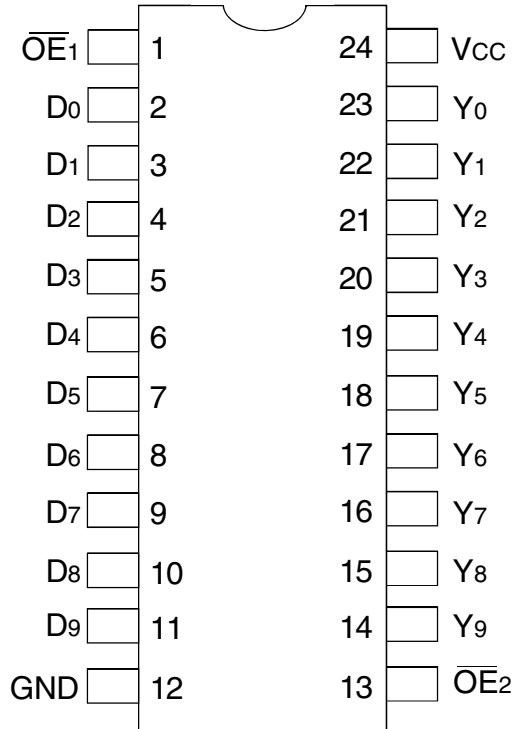 O̅E̅1 1 24 VCC
D0 2 23 Y0
D1 3 22 Y1
D2 4 21 Y2
D3 5 20 Y3
D4 6 19 Y4
D5 7 18 Y5
D6 8 17 Y6
D7 9 16 Y7
D8 10 15 Y8
D9 11 14 Y9
GND 12 13 O̅E̅2